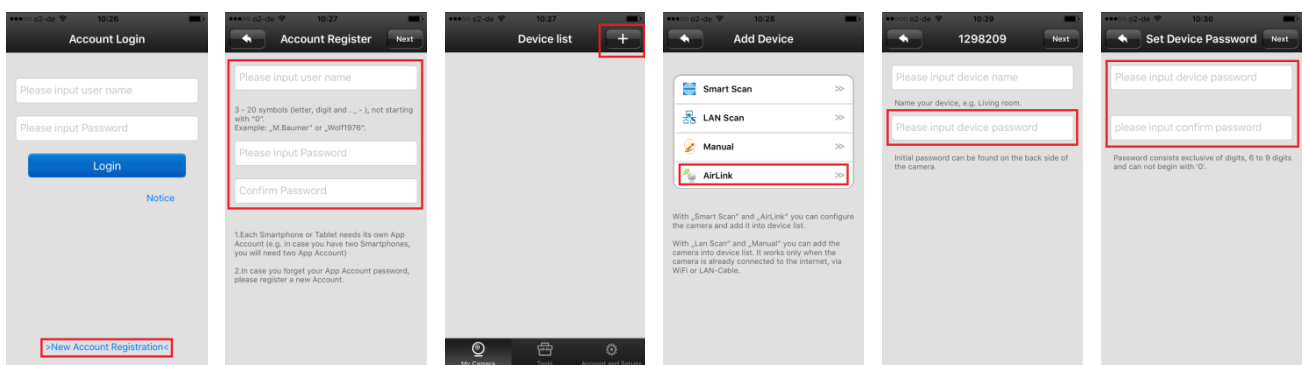 o2-de 10:26
Account Login
Please input user name
Please input Password
Login
Notice
>New Account Registration<
o2-de 10:27
Account Register Next
Please input user name
3 - 20 symbols (letter, digit and . _ - ), not starting
with "0".
Example: „M.Baumer" or „Wolf1976".
Please input Password
Confirm Password
1.Each Smartphone or Tablet needs its own App
Account (e.g. in case you have two Smartphones,
you will need two App Account)
2.In case you forget your App Account password,
please register a new Account.
o2-de 10:27
Device list +
My Camera Tools Account and Setups
o2-de 10:28
Add Device
Smart Scan
LAN Scan
Manual
AirLink
With „Smart Scan" and „AirLink" you can configure
the camera and add it into device list.
With „Lan Scan" and „Manual" you can add the
camera into device list. It works only when the
camera is already connected to the internet, via
WiFi or LAN-Cable.
o2-de 10:29
1298209 Next
Please input device name
Name your device, e.g. Living room.
Please input device password
Initial password can be found on the back side of
the camera.
o2-de 10:30
Set Device Password Next
Please input device password
please input confirm password
Password consists exclusive of digits, 6 to 9 digits
and can not begin with '0'.